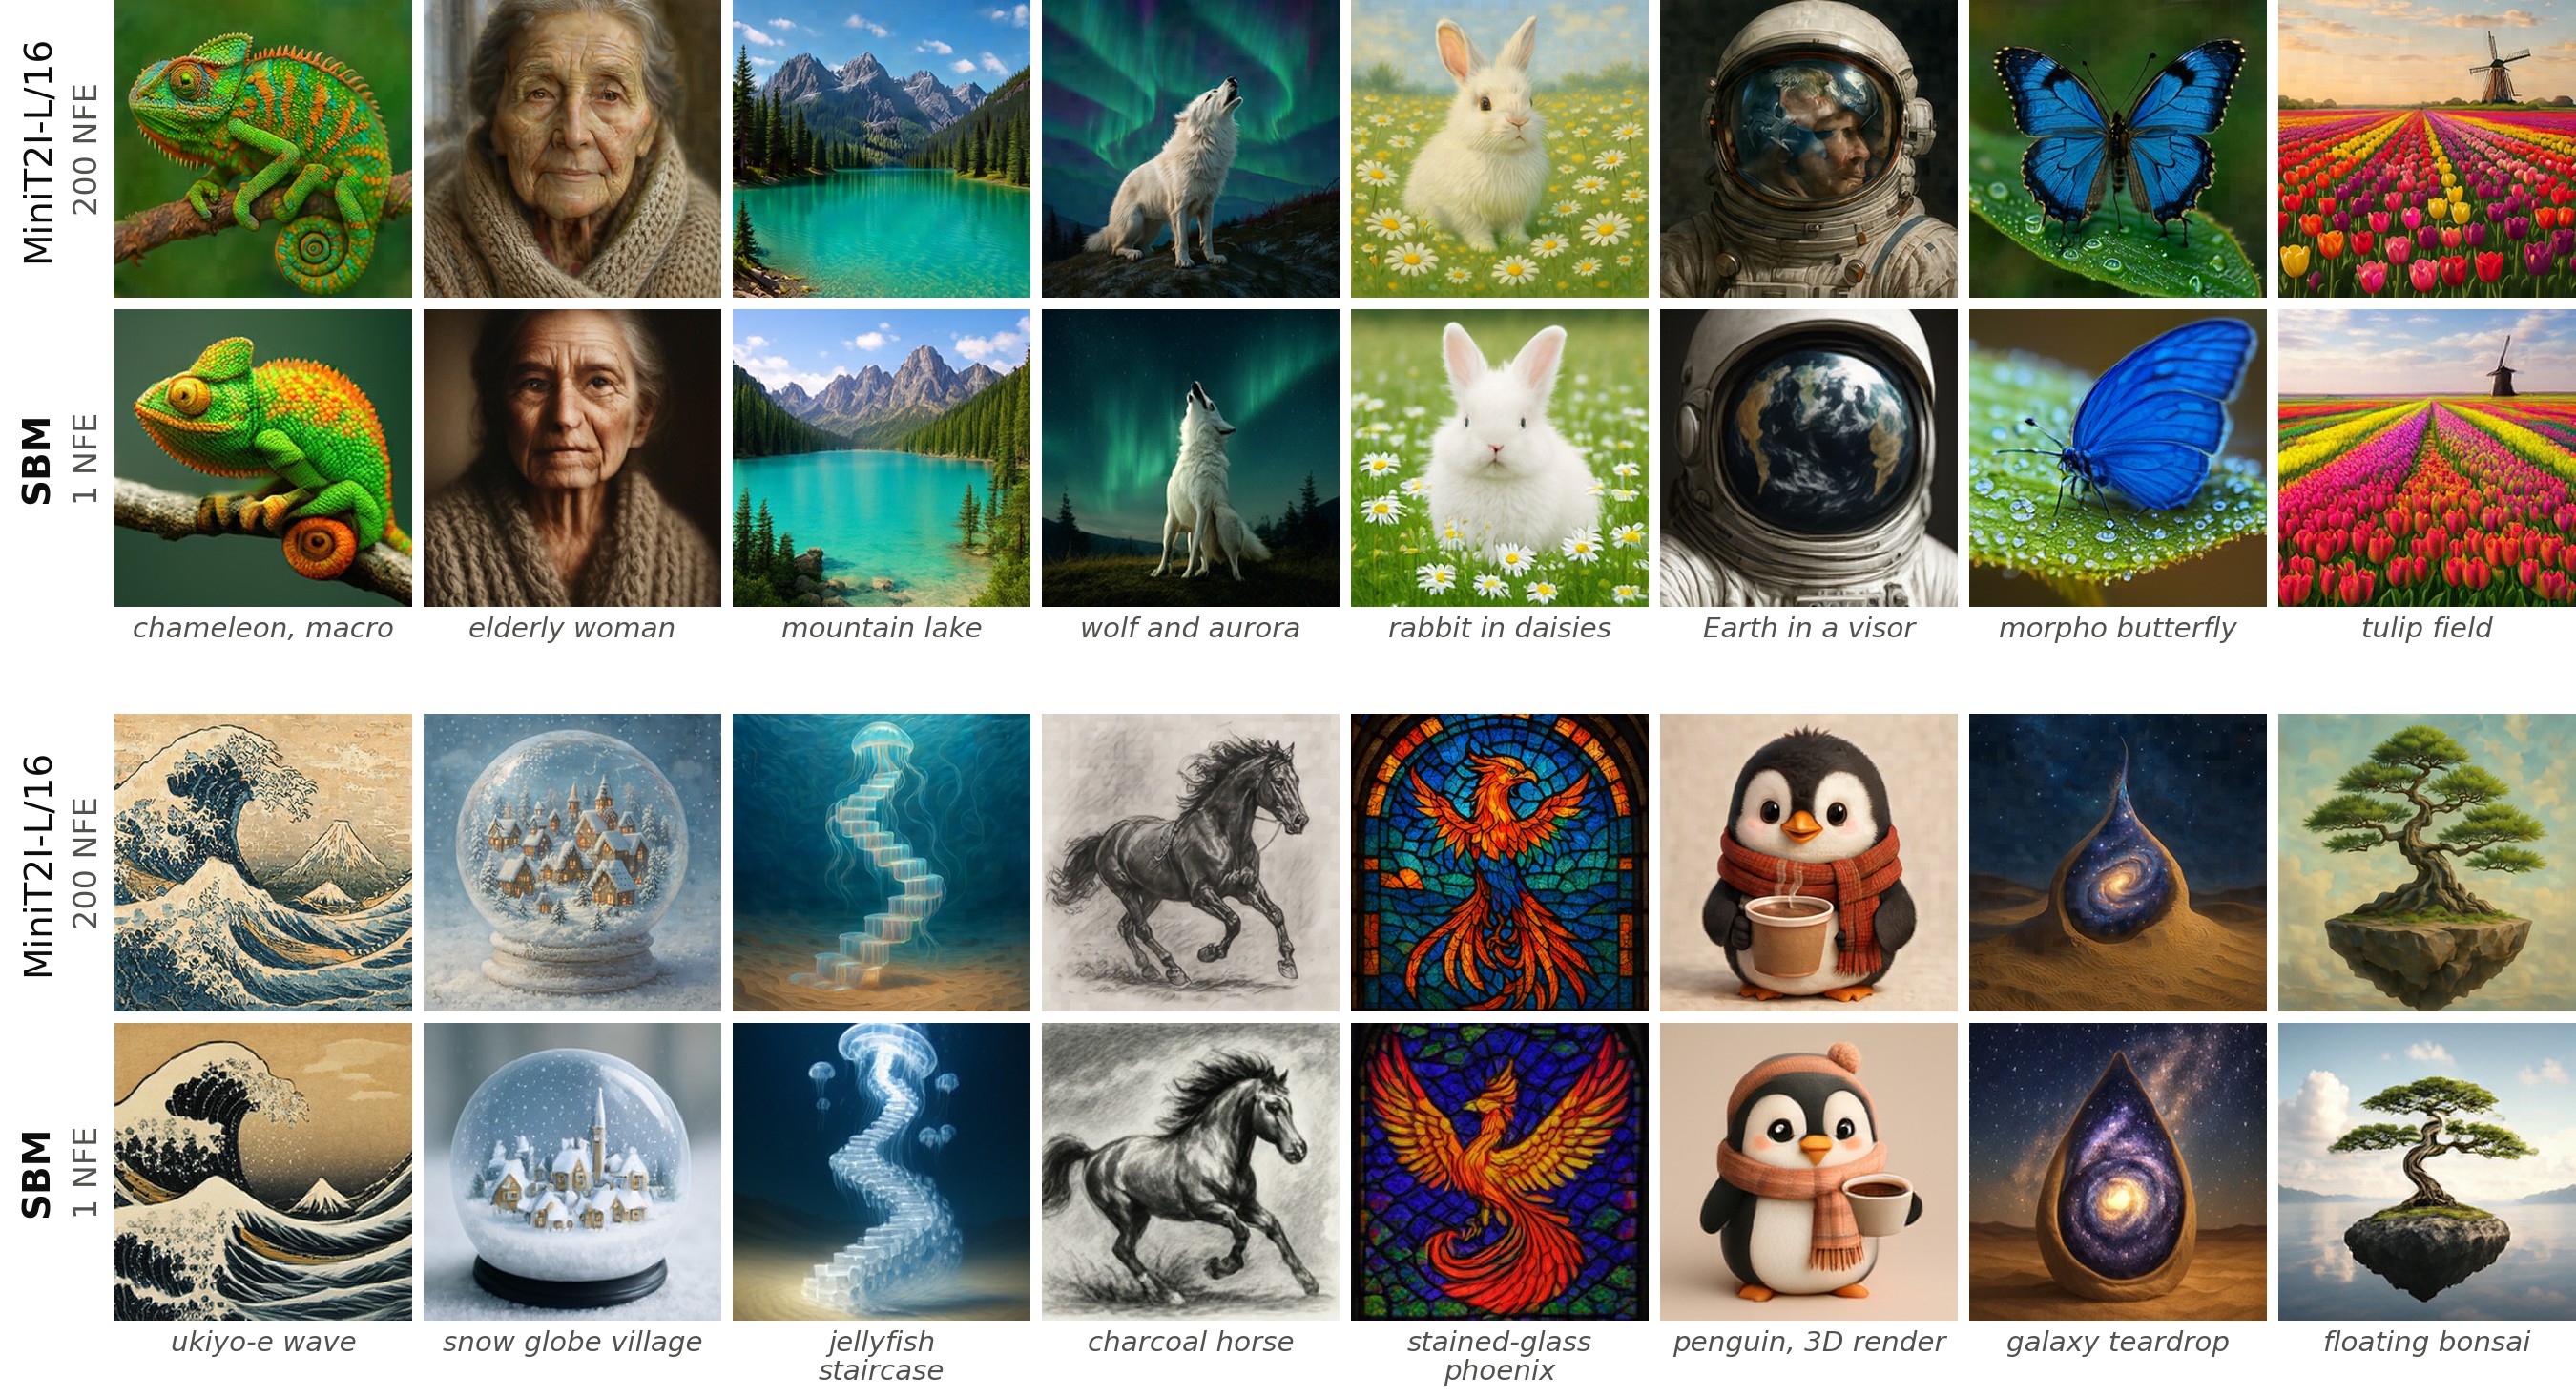 MiniT2I-L/16
200 NFE
SBM
1 NFE
chameleon, macro
elderly woman
mountain lake
wolf and aurora
rabbit in daisies
Earth in a visor
morpho butterfly
tulip field
MiniT2I-L/16
200 NFE
SBM
1 NFE
ukiyo-e wave
snow globe village
jellyfish
staircase
charcoal horse
stained-glass
phoenix
penguin, 3D render
galaxy teardrop
floating bonsai